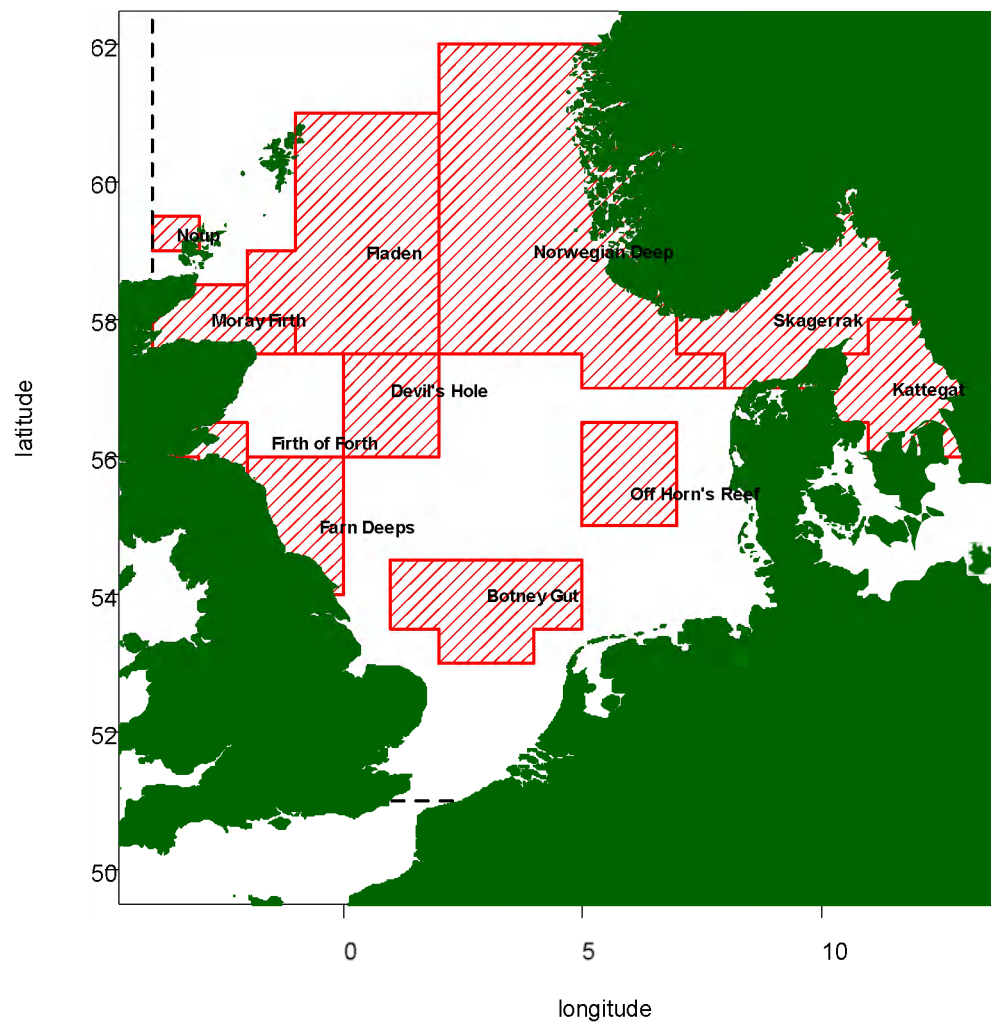 62
60
Noup
Fladen
Norwegian Deep
58
Moray Firth
Skagerrak
Devil's Hole
Kattegat
latitude
56
Firth of Forth
Off Horn's Reef
Farn Deeps
54
Botney Gut
52
50
0 5 10
longitude